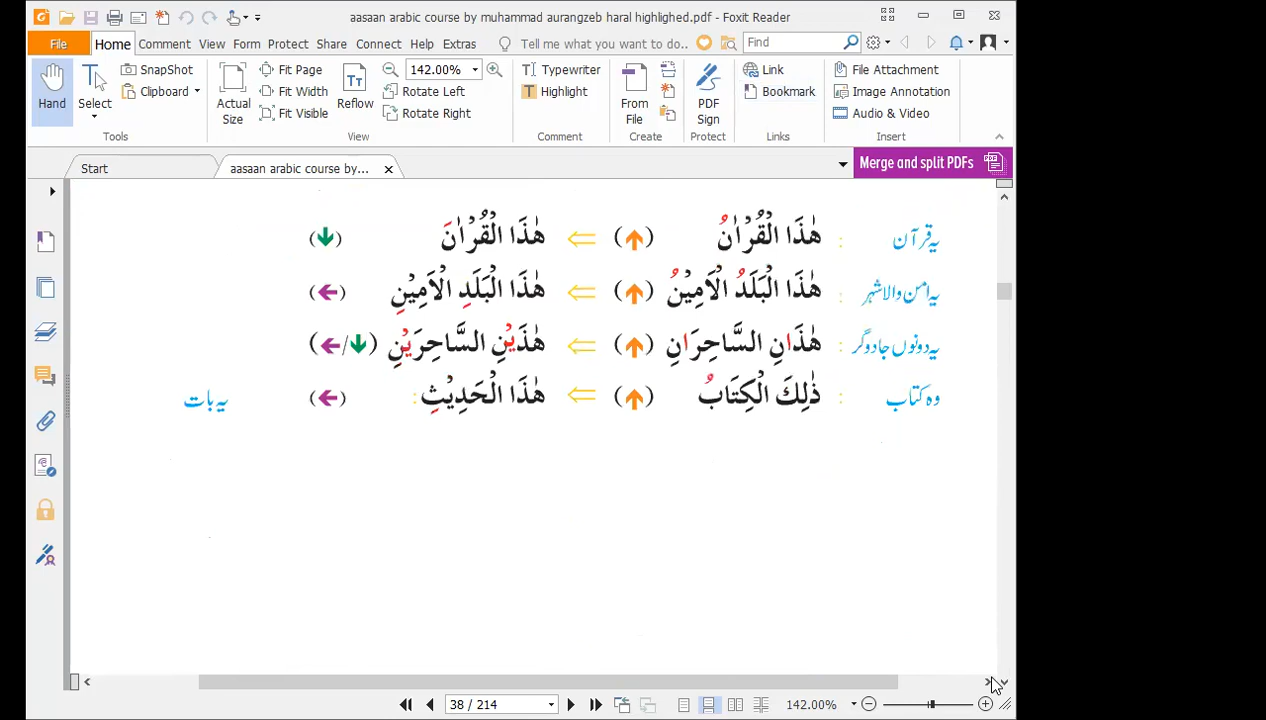 aasaan arabic course by muhammad aurangzeb haral highlighed.pdf - Foxit Reader
File Home Comment View Form Protect Share Connect Help Extras Tell me what you want to do.. Find
Hand
Select
SnapShot
Clipboard
Tools
Actual Size
Fit Page
Fit Width
Fit Visible
Reflow
142.00%
Rotate Left
Rotate Right
View
Typewriter
Highlight
Comment
From File
Create
PDF Sign
Protect
Link
Bookmark
Links
File Attachment
Image Annotation
Audio & Video
Insert
Start
aasaan arabic course by...
Merge and split PDFs
یہ قرآن : هٰذَا الْقُرْاٰنُ (↑) ⇐ هٰذَا الْقُرْاٰنَ (↓)
یہ امن والا شہر : هٰذَا الْبَلَدُ الْاَمِيْنُ (↑) ⇐ هٰذَا الْبَلَدِ الْاَمِيْنِ (←)
یہ دونوں جادوگر : هٰذَانِ السَّاحِرَانِ (↑) ⇐ هٰذَيْنِ السَّاحِرَيْنِ (↓/←)
وہ کتاب : ذٰلِكَ الْكِتَابُ (↑) ⇐ هٰذَا الْحَدِيْثِ : (←) یہ بات
38 / 214
142.00%